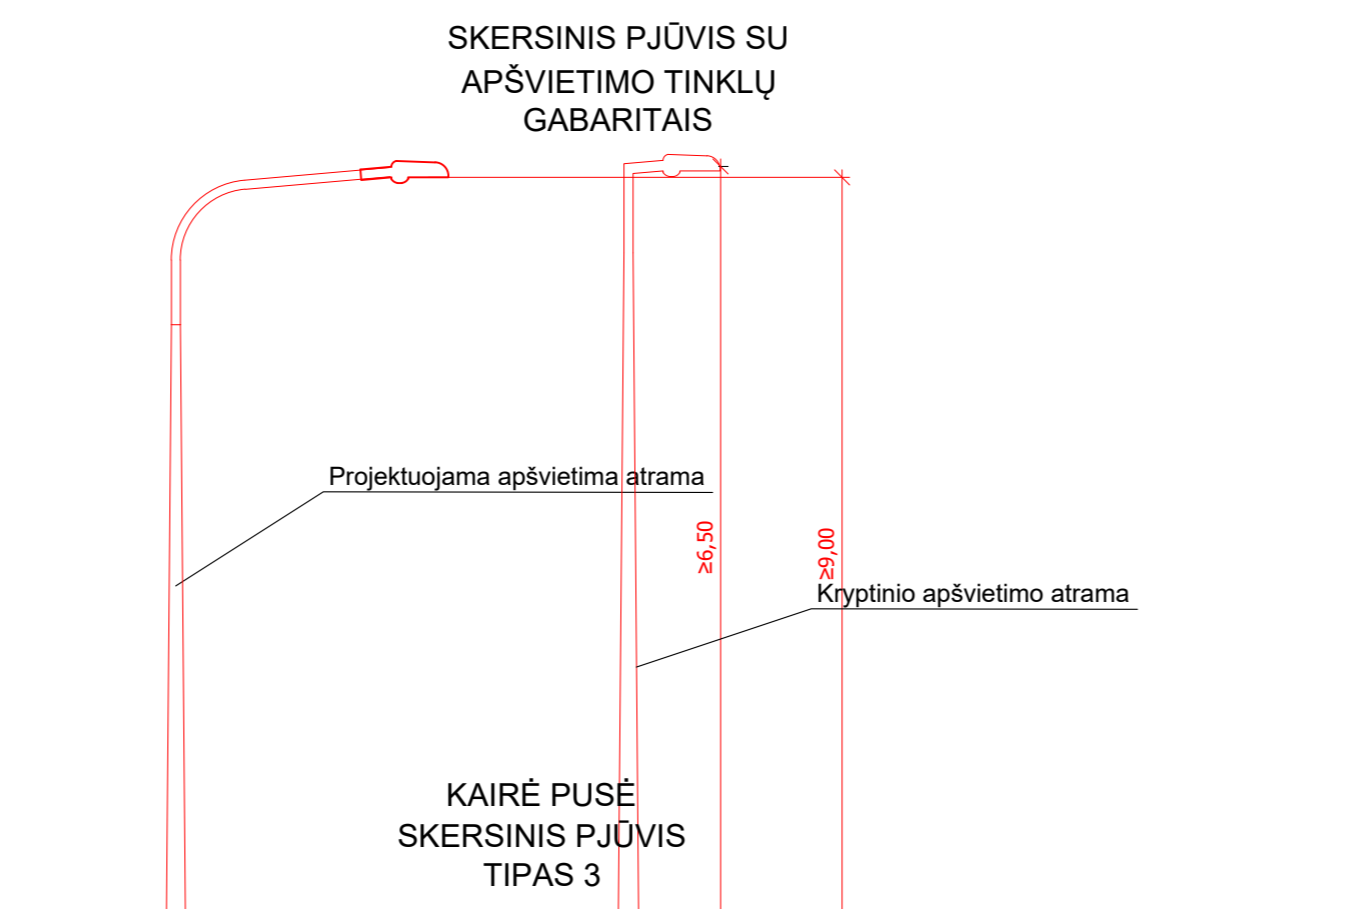 SKERSINIS PJŪVIS SU
APŠVIETIMO TINKLŲ
GABARITAIS
Projektuojama apšvietima atrama
≥6,50
≥9,00
Kryptinio apšvietimo atrama
KAIRĖ PUSĖ
SKERSINIS PJŪVIS
TIPAS 3